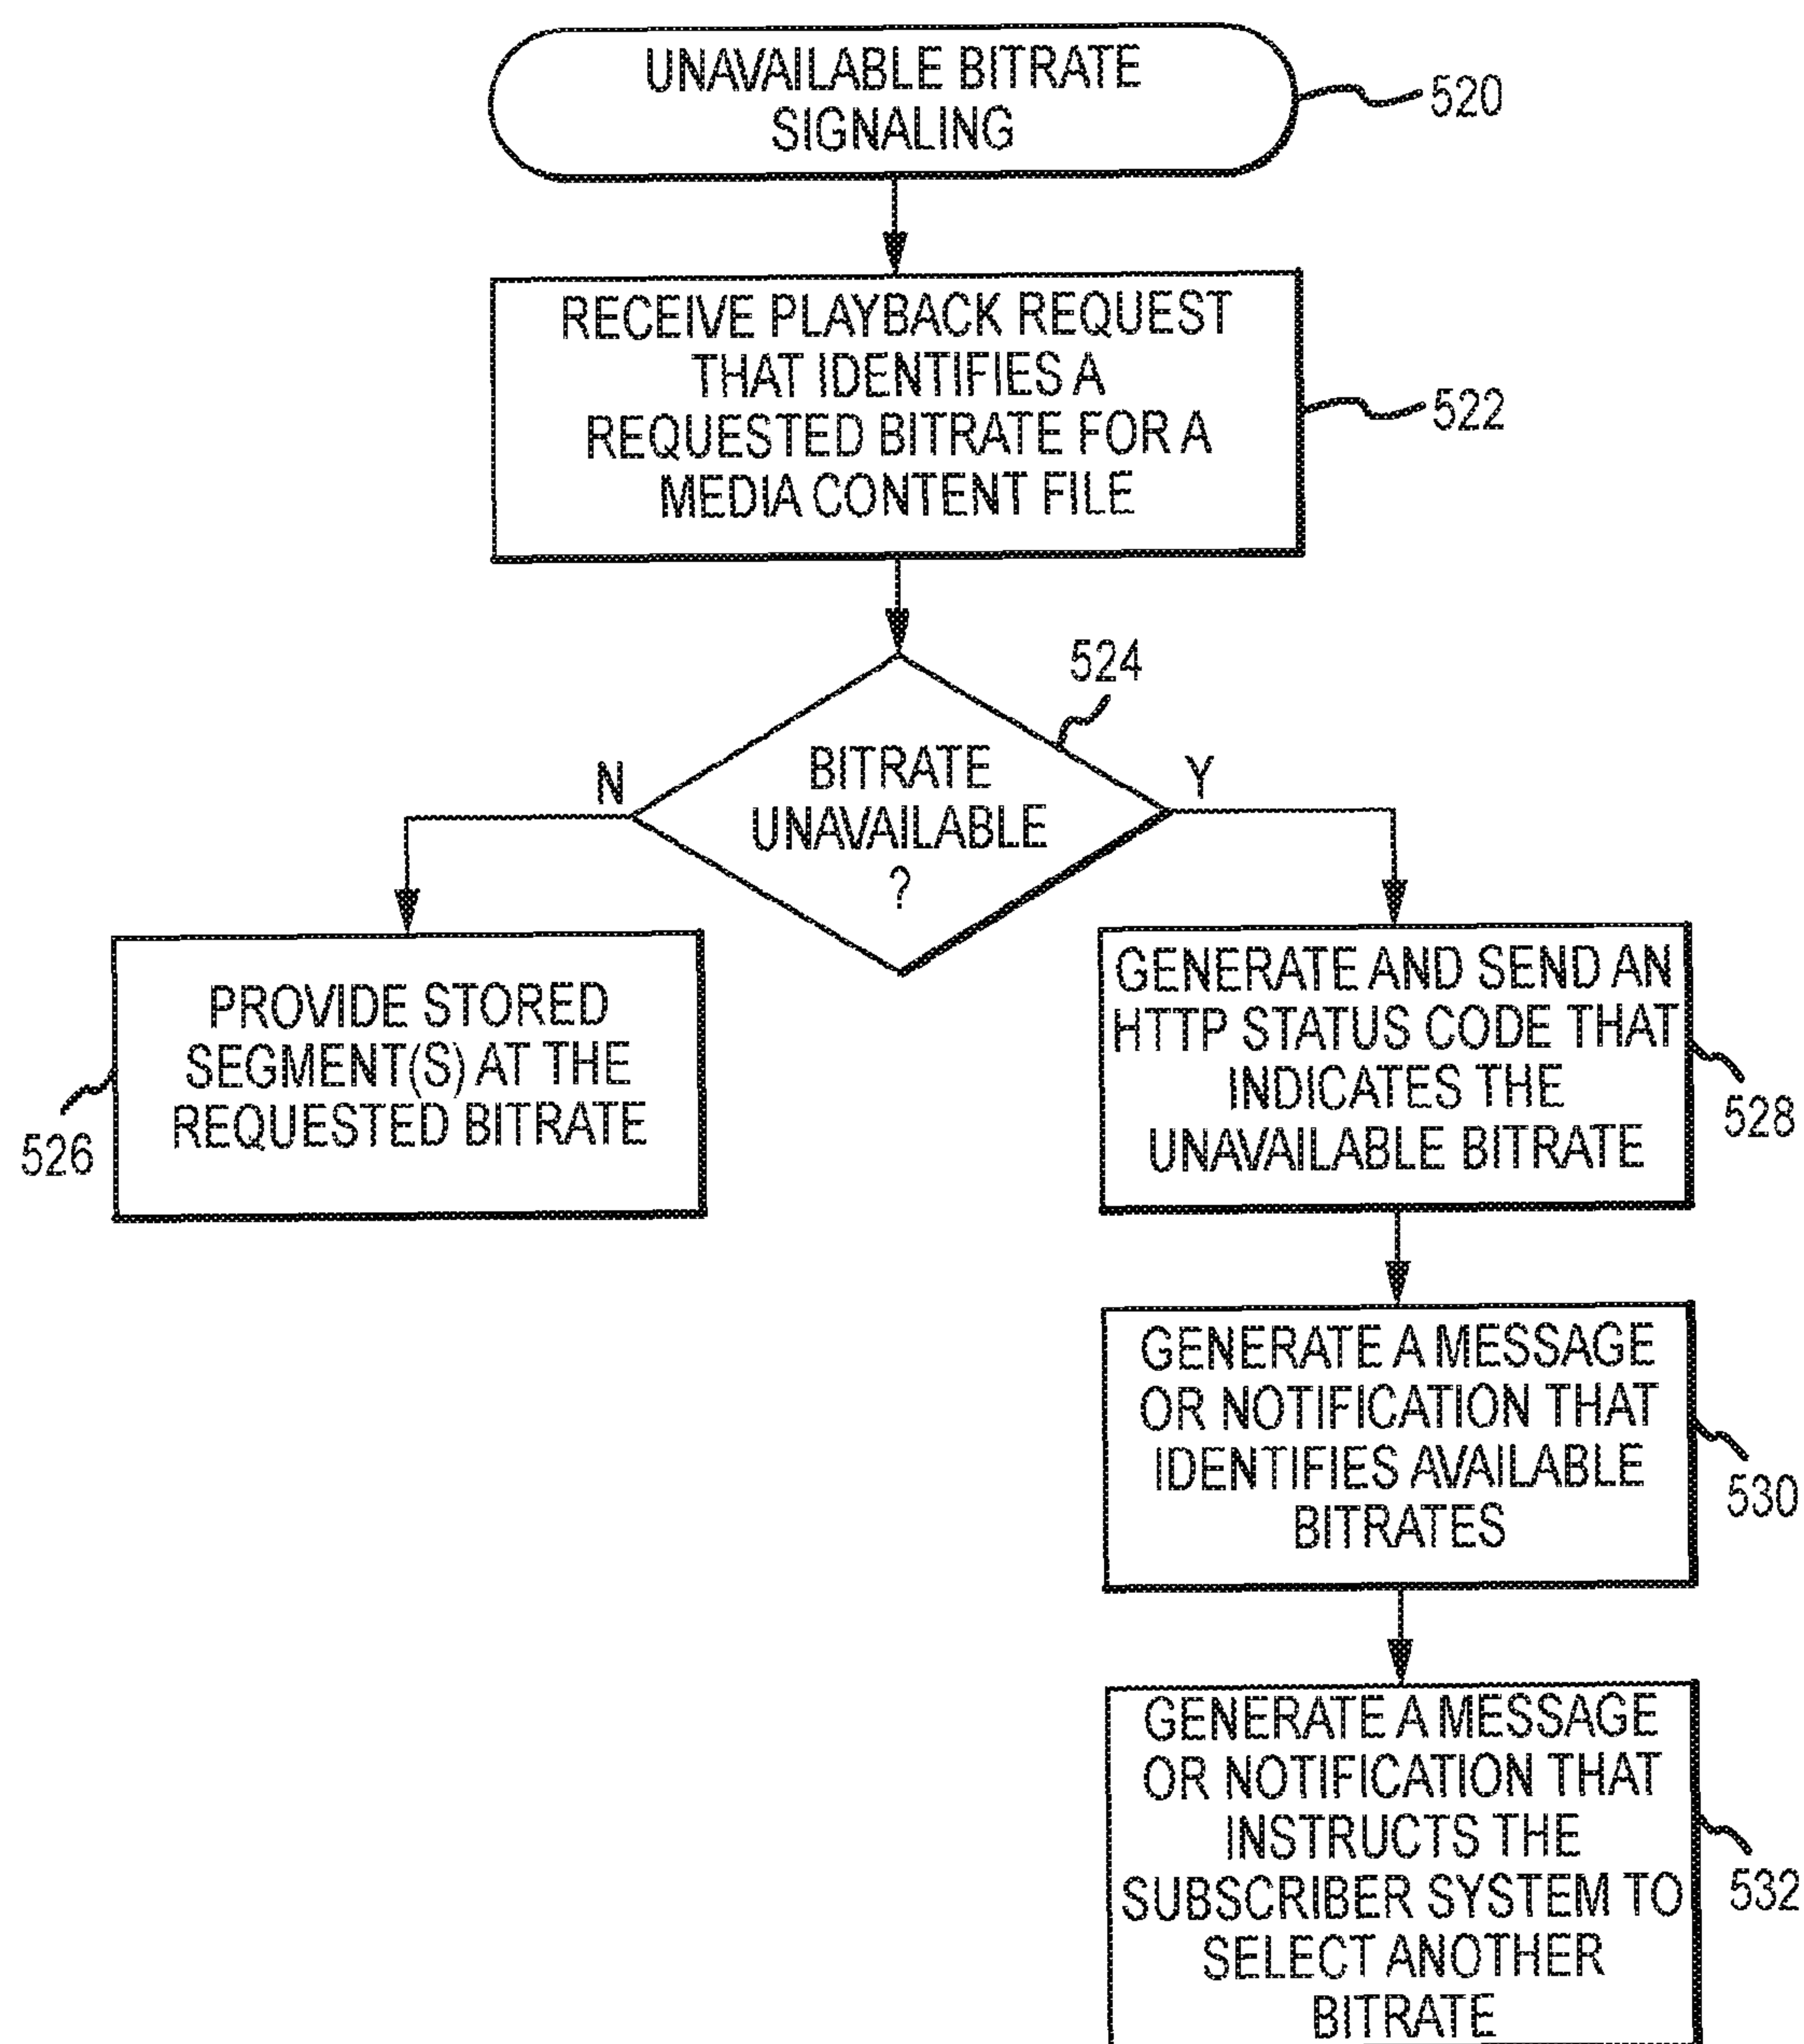 UNAVAILABLE BITRATE
SIGNALING
520
RECEIVE PLAYBACK REQUEST
THAT IDENTIFIES A
REQUESTED BITRATE FOR A
MEDIA CONTENT FILE
522
524
BITRATE
UNAVAILABLE
?
N
Y
PROVIDE STORED
SEGMENT(S) AT THE
REQUESTED BITRATE
526
GENERATE AND SEND AN
HTTP STATUS CODE THAT
INDICATES THE
UNAVAILABLE BITRATE
528
GENERATE A MESSAGE
OR NOTIFICATION THAT
IDENTIFIES AVAILABLE
BITRATES
530
GENERATE A MESSAGE
OR NOTIFICATION THAT
INSTRUCTS THE
SUBSCRIBER SYSTEM TO
SELECT ANOTHER
BITRATE
532